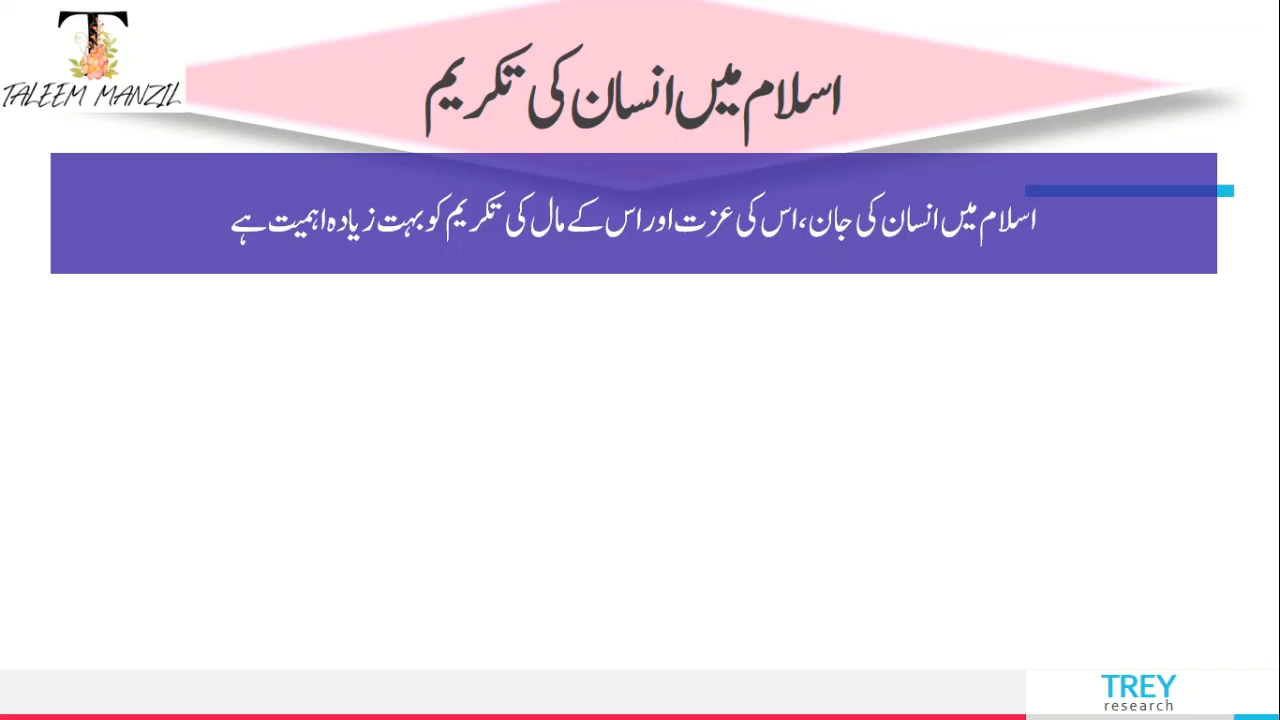 T
TALEEM MANZIL
اسلام میں انسان کی تکریم
اسلام میں انسان کی جان، اس کی عزت اور اس کے مال کی تکریم کو بہت زیادہ اہمیت ہے
TREY
research